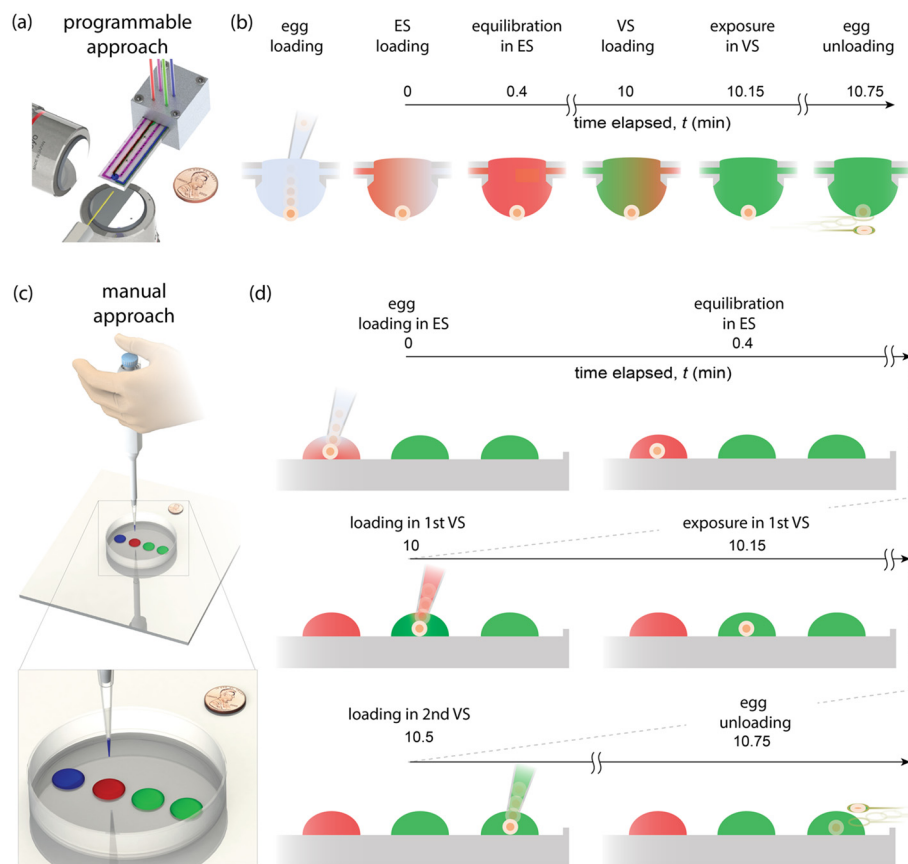 (a)
programmable
approach
(b)
egg
loading
ES
loading
equilibration
in ES
VS
loading
exposure
in VS
egg
unloading
0
0.4
10
10.15
10.75
time elapsed, t (min)
(c)
manual
approach
(d)
egg
loading in ES
0
equilibration
in ES
0.4
time elapsed, t (min)
loading in 1st VS
10
exposure in 1st VS
10.15
loading in 2nd VS
10.5
egg
unloading
10.75